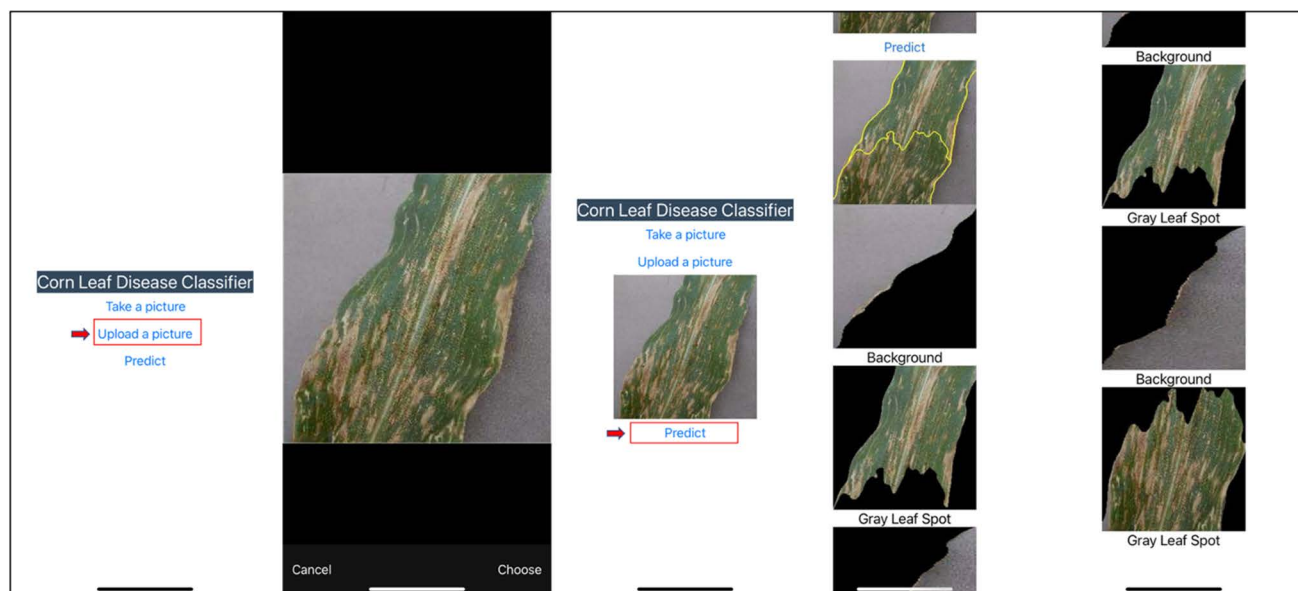 Corn Leaf Disease Classifier
Take a picture
Upload a picture
Predict
Cancel
Choose
Corn Leaf Disease Classifier
Take a picture
Upload a picture
Predict
Predict
Background
Gray Leaf Spot
Background
Gray Leaf Spot
Background
Gray Leaf Spot